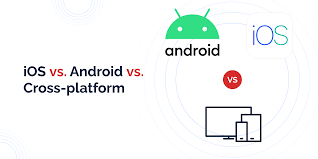 iOS vs. Android vs.
Cross-platform
android
iOS
VS